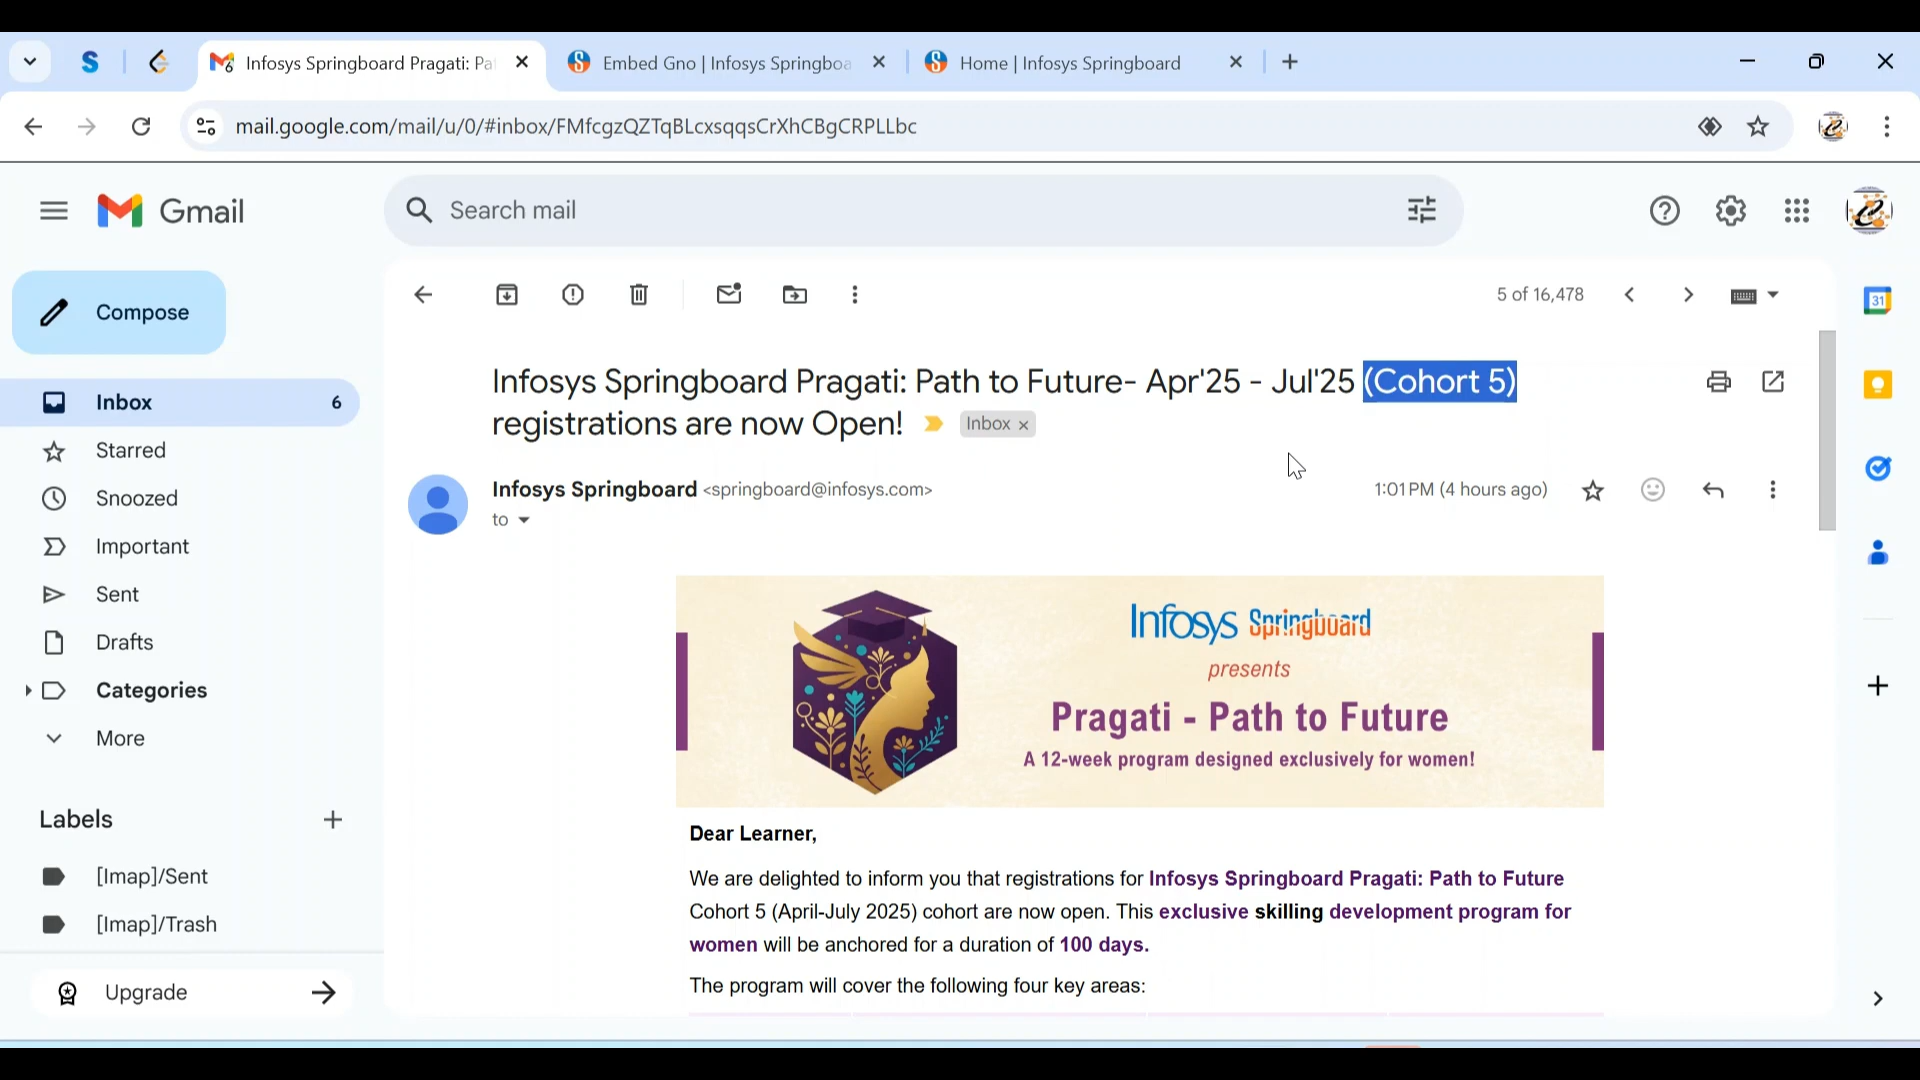 Infosys Springboard Pragati: Pa
Embed Gno | Infosys Springboa
Home | Infosys Springboard
mail.google.com/mail/u/0/#inbox/FMfcgzQZTqBLcxsqqsCrXhCBgCRPLLbc
Gmail
Search mail
Compose
5 of 16,478
Inbox 6
Starred
Snoozed
Important
Sent
Drafts
Categories
More
Labels
[Imap]/Sent
[Imap]/Trash
Upgrade
Infosys Springboard Pragati: Path to Future- Apr'25 - Jul'25 (Cohort 5)
registrations are now Open! Inbox ×
Infosys Springboard <springboard@infosys.com>
1:01 PM (4 hours ago)
to
Infosys Springboard
presents
Pragati - Path to Future
A 12-week program designed exclusively for women!
Dear Learner,
We are delighted to inform you that registrations for Infosys Springboard Pragati: Path to Future
Cohort 5 (April-July 2025) cohort are now open. This exclusive skilling development program for
women will be anchored for a duration of 100 days.
The program will cover the following four key areas:
31